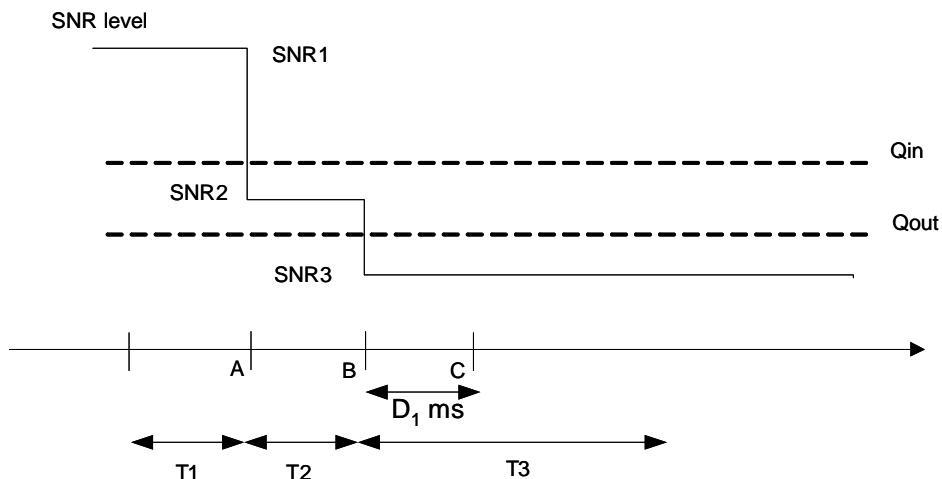 SNR level
SNR1
Qin
SNR2
Qout
SNR3
A
B
C
D₁ ms
T1
T2
T3